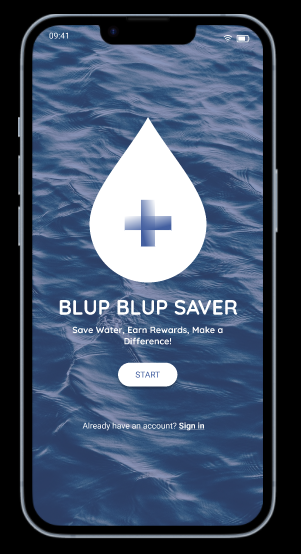 09:41
BLUP BLUP SAVER
Save Water, Earn Rewards, Make a
Difference!
START
Already have an account? Sign in